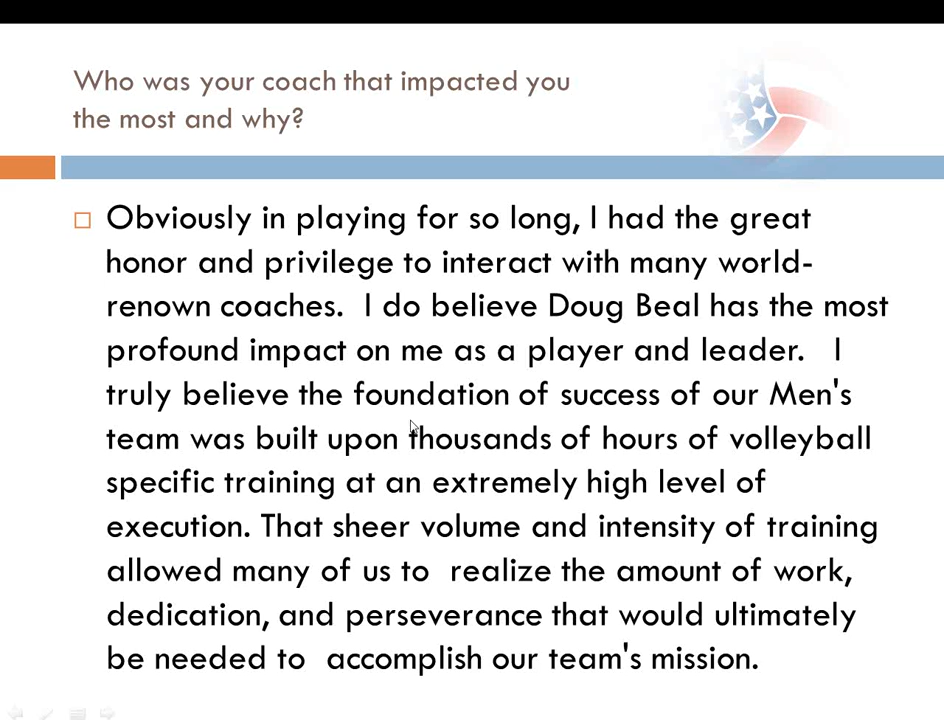 Who was your coach that impacted you
the most and why?
Obviously in playing for so long, I had the great
honor and privilege to interact with many world-
renown coaches.  I do believe Doug Beal has the most
profound impact on me as a player and leader.   I
truly believe the foundation of success of our Men's
team was built upon thousands of hours of volleyball
specific training at an extremely high level of
execution. That sheer volume and intensity of training
allowed many of us to  realize the amount of work,
dedication, and perseverance that would ultimately
be needed to  accomplish our team's mission.